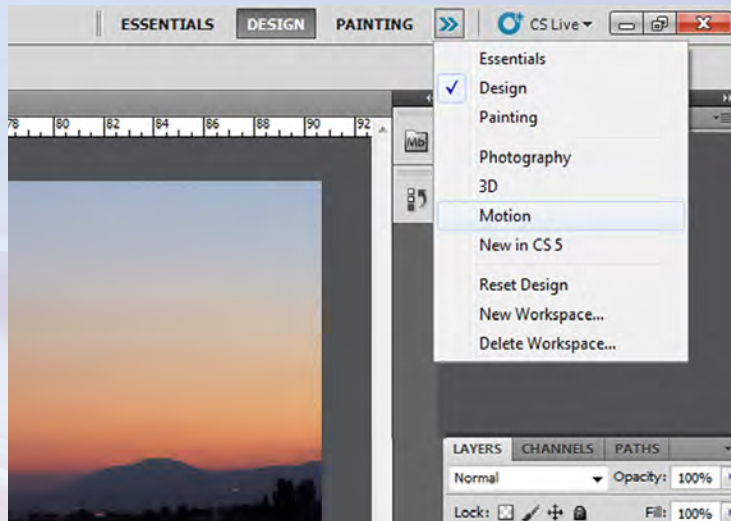 ESSENTIALS DESIGN PAINTING CS Live
Essentials
Design
Painting
Photography
3D
Motion
New in CS 5
Reset Design
New Workspace...
Delete Workspace...
78 80 82 84 86 88 90 92
Mb
LAYERS CHANNELS PATHS
Normal Opacity: 100%
Lock: Fill: 100%